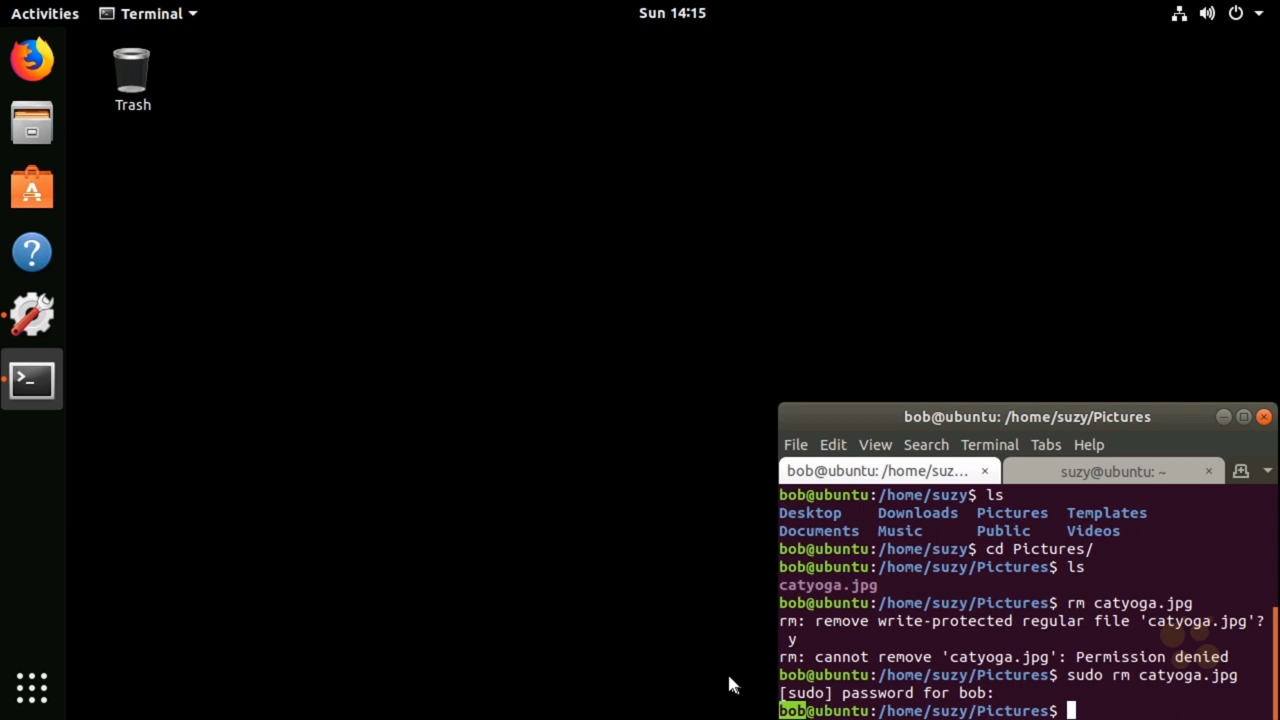 Activities Terminal Sun 14:15
Trash
bob@ubuntu: /home/suzy/Pictures
File Edit View Search Terminal Tabs Help
bob@ubuntu: /home/suz... × suzy@ubuntu: ~ ×
bob@ubuntu:/home/suzy$ ls
Desktop Downloads Pictures Templates
Documents Music Public Videos
bob@ubuntu:/home/suzy$ cd Pictures/
bob@ubuntu:/home/suzy/Pictures$ ls
catyoga.jpg
bob@ubuntu:/home/suzy/Pictures$ rm catyoga.jpg
rm: remove write-protected regular file 'catyoga.jpg'?
y
rm: cannot remove 'catyoga.jpg': Permission denied
bob@ubuntu:/home/suzy/Pictures$ sudo rm catyoga.jpg
[sudo] password for bob:
bob@ubuntu:/home/suzy/Pictures$